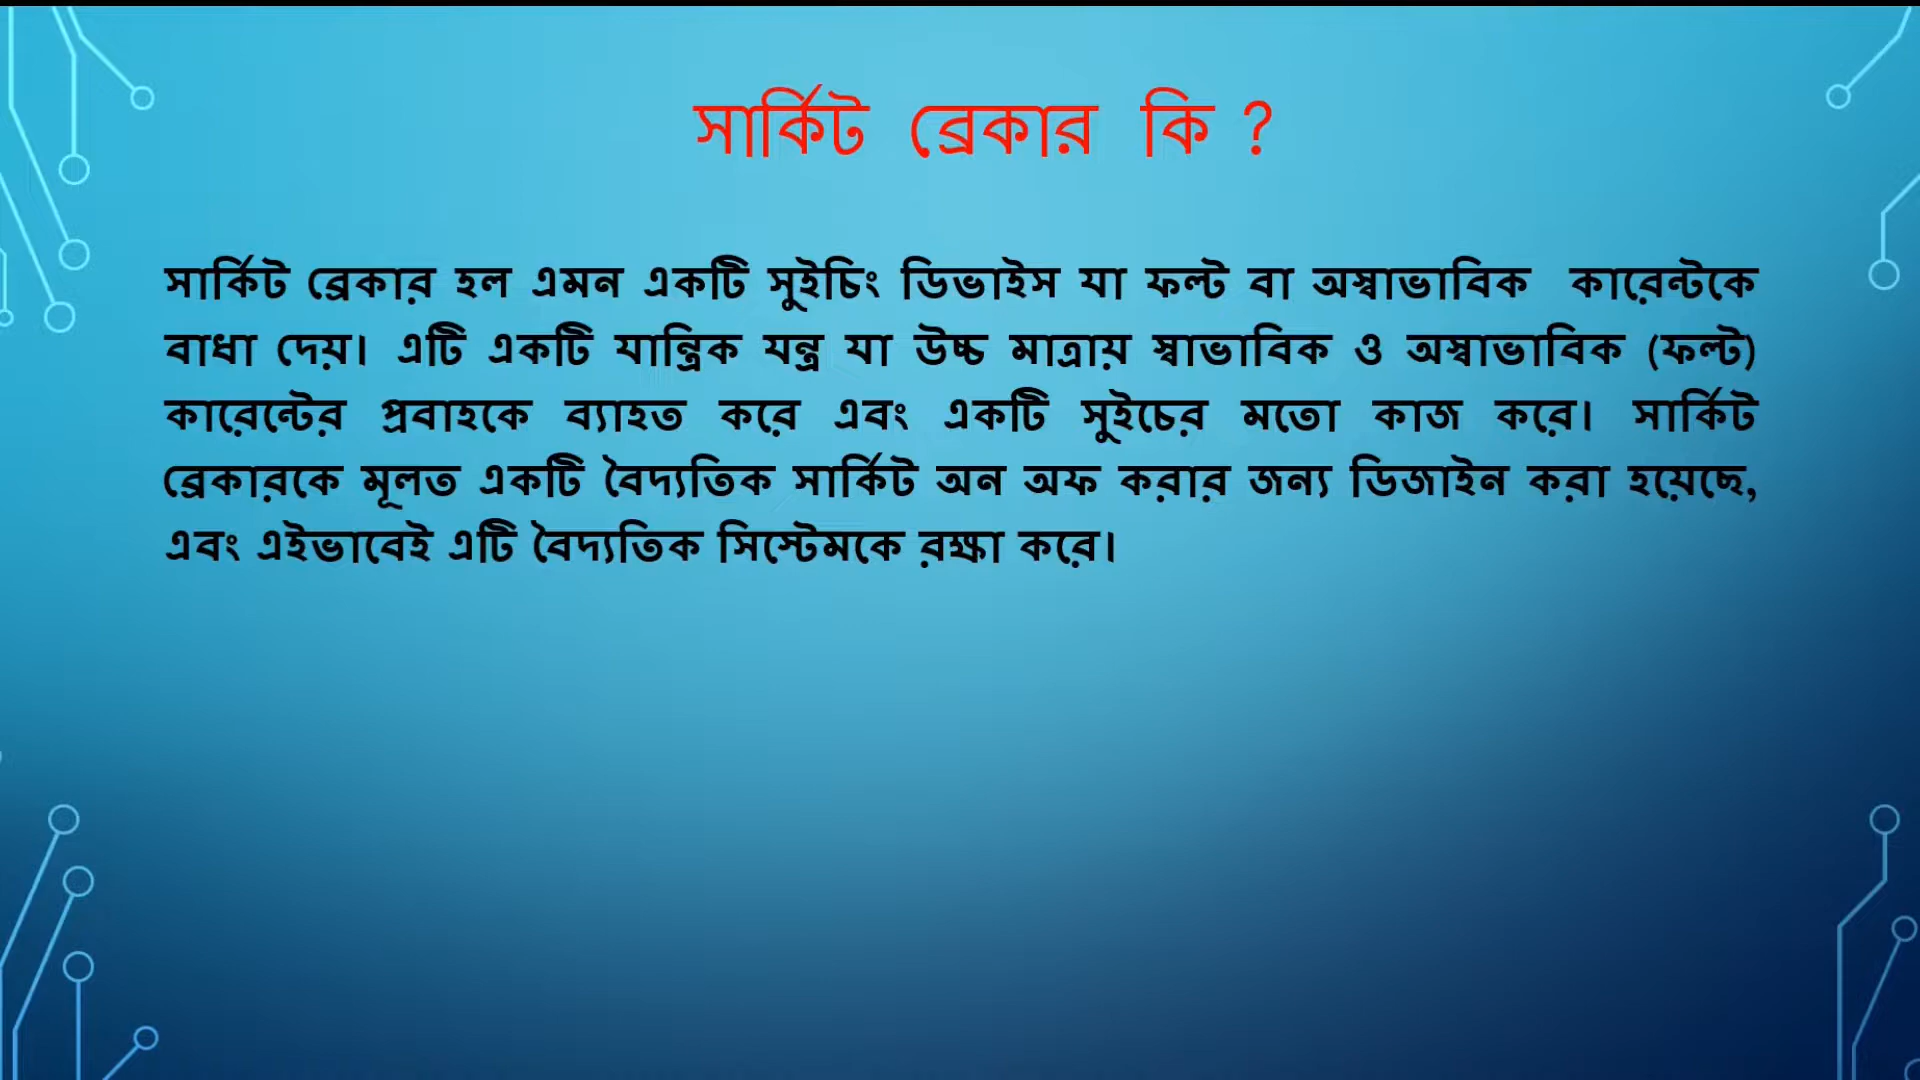 সার্কিট ব্রেকার কি ?
সার্কিট ব্রেকার হল এমন একটি সুইচিং ডিভাইস যা ফল্ট বা অস্বাভাবিক কারেন্টকে
বাধা দেয়। এটি একটি যান্ত্রিক যন্ত্র যা উচ্চ মাত্রায় স্বাভাবিক ও অস্বাভাবিক (ফল্ট)
কারেন্টের প্রবাহকে ব্যাহত করে এবং একটি সুইচের মতো কাজ করে। সার্কিট
ব্রেকারকে মূলত একটি বৈদ্যতিক সার্কিট অন অফ করার জন্য ডিজাইন করা হয়েছে,
এবং এইভাবেই এটি বৈদ্যতিক সিস্টেমকে রক্ষা করে।